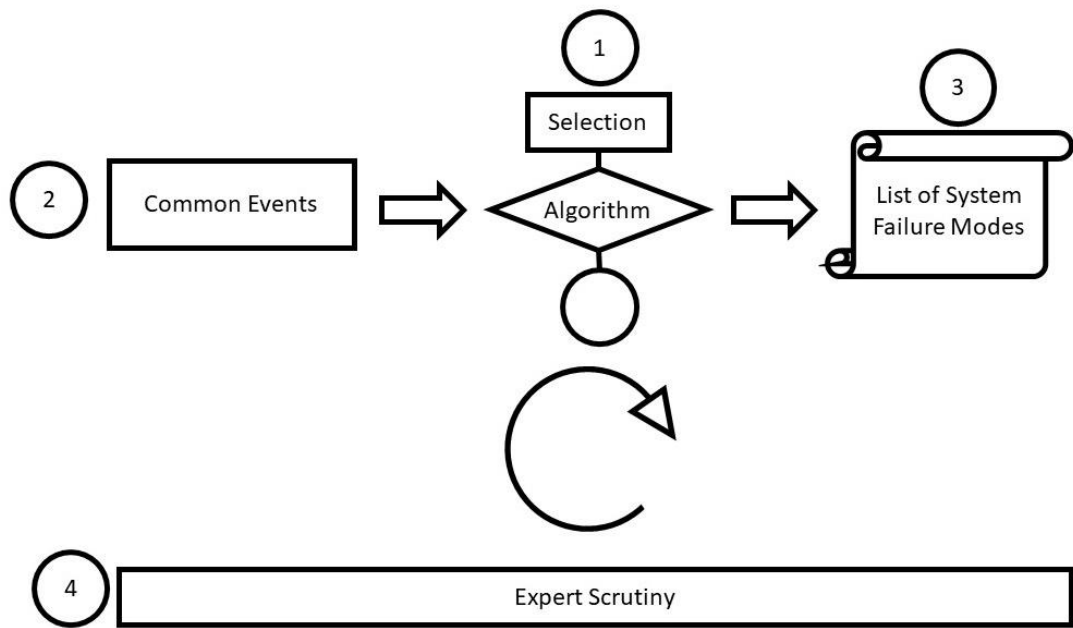 1
Selection
3
2
Common Events
Algorithm
List of System
Failure Modes
4
Expert Scrutiny